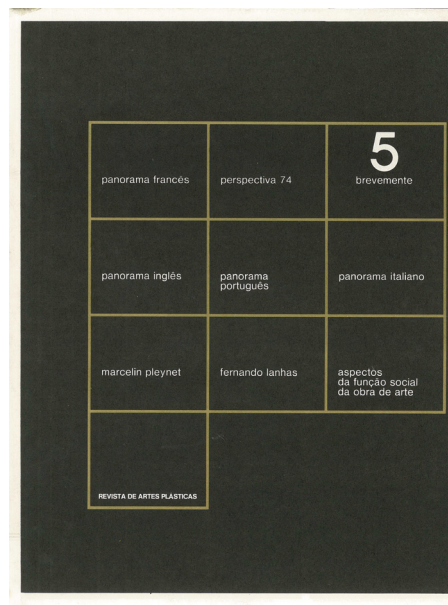 panorama francês
perspectiva 74
5
brevemente
panorama inglês
panorama
português
panorama italiano
marcelin pleynet
fernando lanhas
aspectos
da função social
da obra de arte
REVISTA DE ARTES PLÁSTICAS